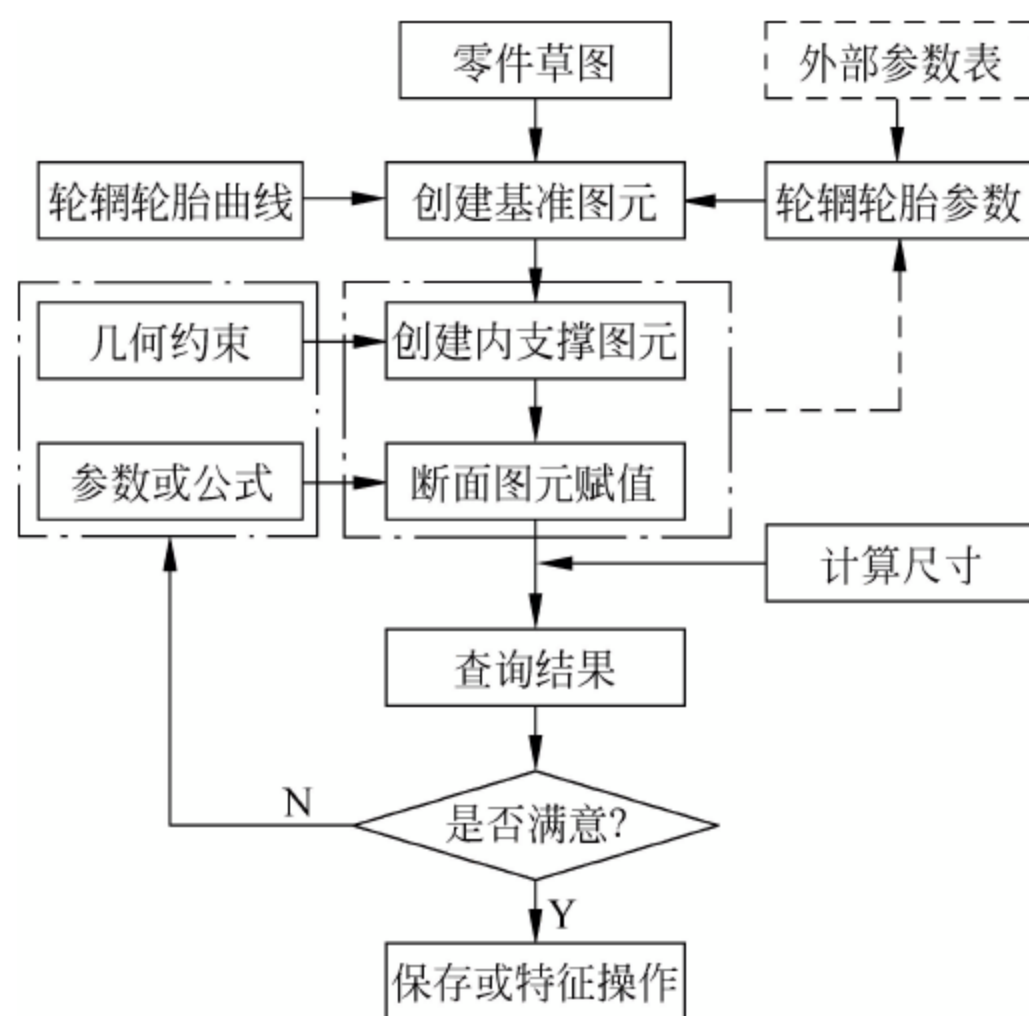 零件草图
外部参数表
轮辋轮胎曲线
创建基准图元
轮辋轮胎参数
几何约束
创建内支撑图元
参数或公式
断面图元赋值
计算尺寸
查询结果
N
是否满意?
Y
保存或特征操作